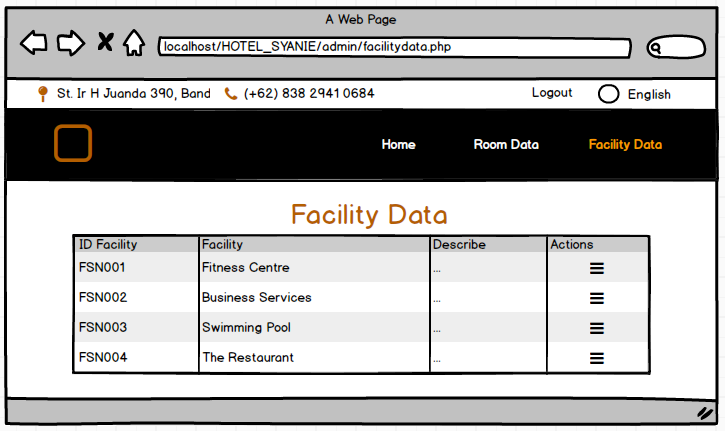 A Web Page
localhost/HOTEL_SYANIE/admin/facilitydata.php
St. Ir H Juanda 390, Band (+62) 838 2941 0684 Logout English
Home Room Data Facility Data
Facility Data
ID Facility Facility Describe Actions
FSN001 Fitness Centre ...
FSN002 Business Services ...
FSN003 Swimming Pool ...
FSN004 The Restaurant ...